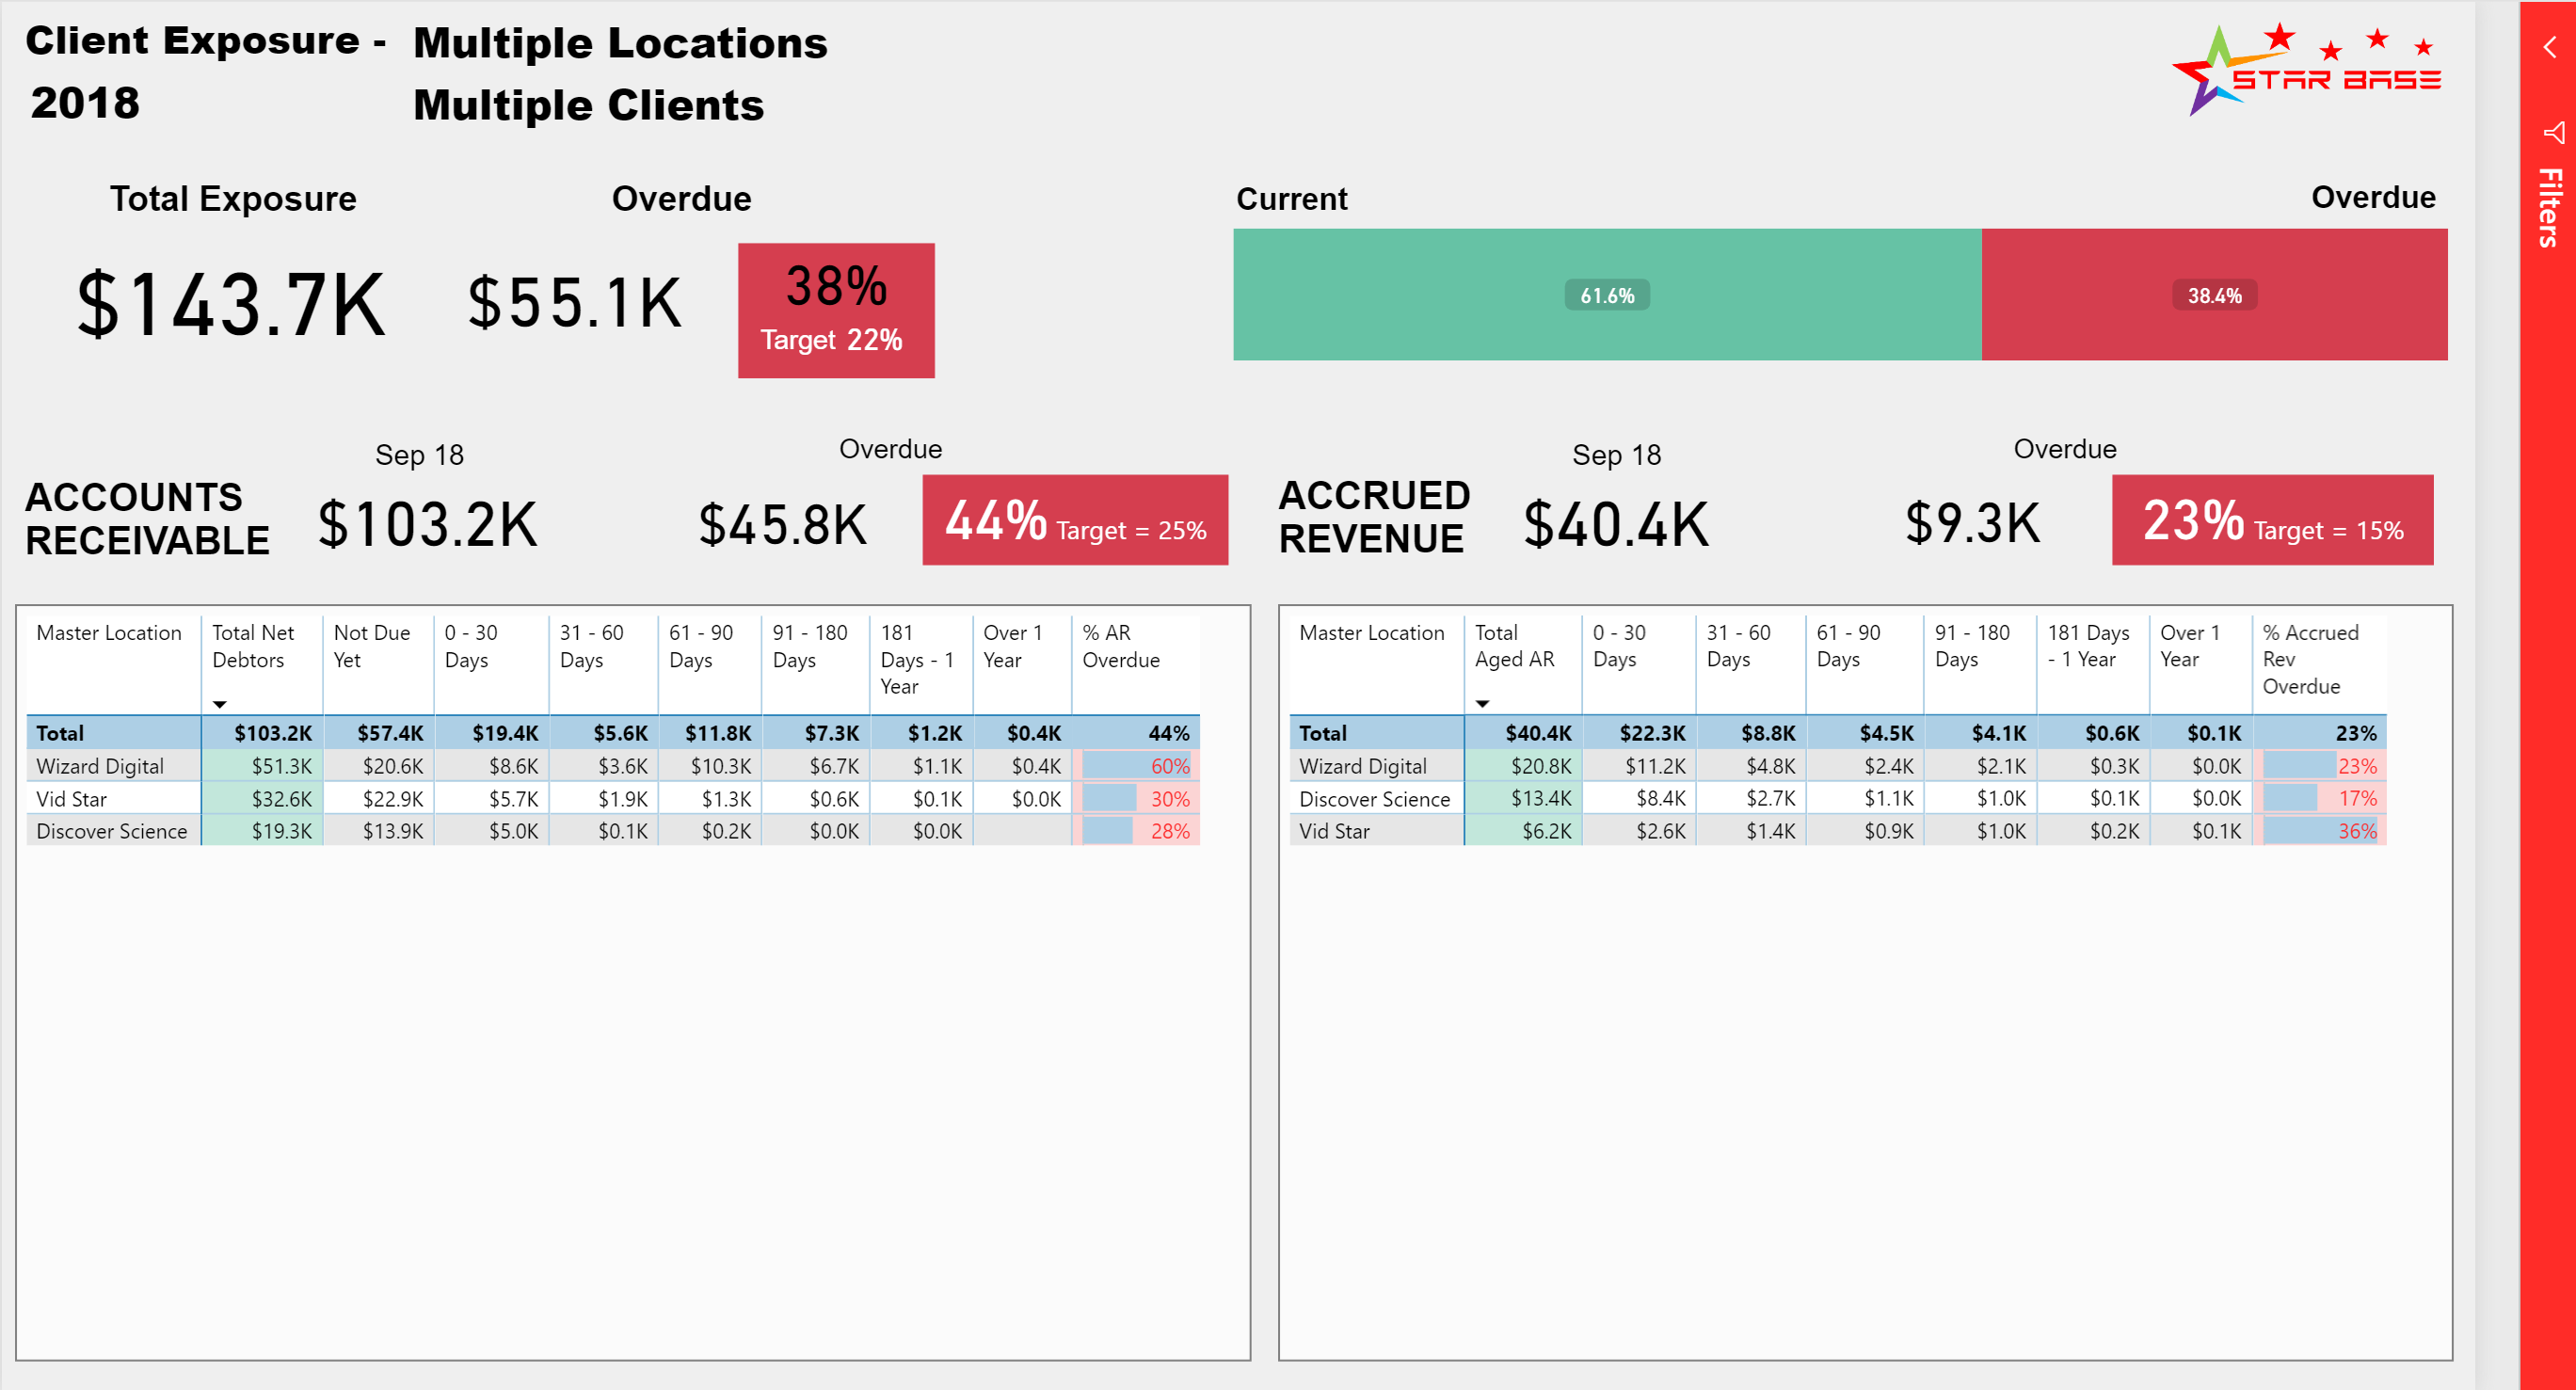 Client Exposure - Multiple Locations
2018 Multiple Clients
STAR BASE
Filters
Total Exposure Overdue
$143.7K $55.1K 38%
Target 22%
Current Overdue
61.6% 38.4%
Sep 18 Overdue
ACCOUNTS
RECEIVABLE $103.2K $45.8K 44% Target = 25%
Sep 18 Overdue
ACCRUED
REVENUE $40.4K $9.3K 23% Target = 15%
Master Location Total Net Debtors Not Due Yet 0 - 30 Days 31 - 60 Days 61 - 90 Days 91 - 180 Days 181 Days - 1 Year Over 1 Year % AR Overdue
Total $103.2K $57.4K $19.4K $5.6K $11.8K $7.3K $1.2K $0.4K 44%
Wizard Digital $51.3K $20.6K $8.6K $3.6K $10.3K $6.7K $1.1K $0.4K 60%
Vid Star $32.6K $22.9K $5.7K $1.9K $1.3K $0.6K $0.1K $0.0K 30%
Discover Science $19.3K $13.9K $5.0K $0.1K $0.2K $0.0K $0.0K 28%
Master Location Total Aged AR 0 - 30 Days 31 - 60 Days 61 - 90 Days 91 - 180 Days 181 Days - 1 Year Over 1 Year % Accrued Rev Overdue
Total $40.4K $22.3K $8.8K $4.5K $4.1K $0.6K $0.1K 23%
Wizard Digital $20.8K $11.2K $4.8K $2.4K $2.1K $0.3K $0.0K 23%
Discover Science $13.4K $8.4K $2.7K $1.1K $1.0K $0.1K $0.0K 17%
Vid Star $6.2K $2.6K $1.4K $0.9K $1.0K $0.2K $0.1K 36%